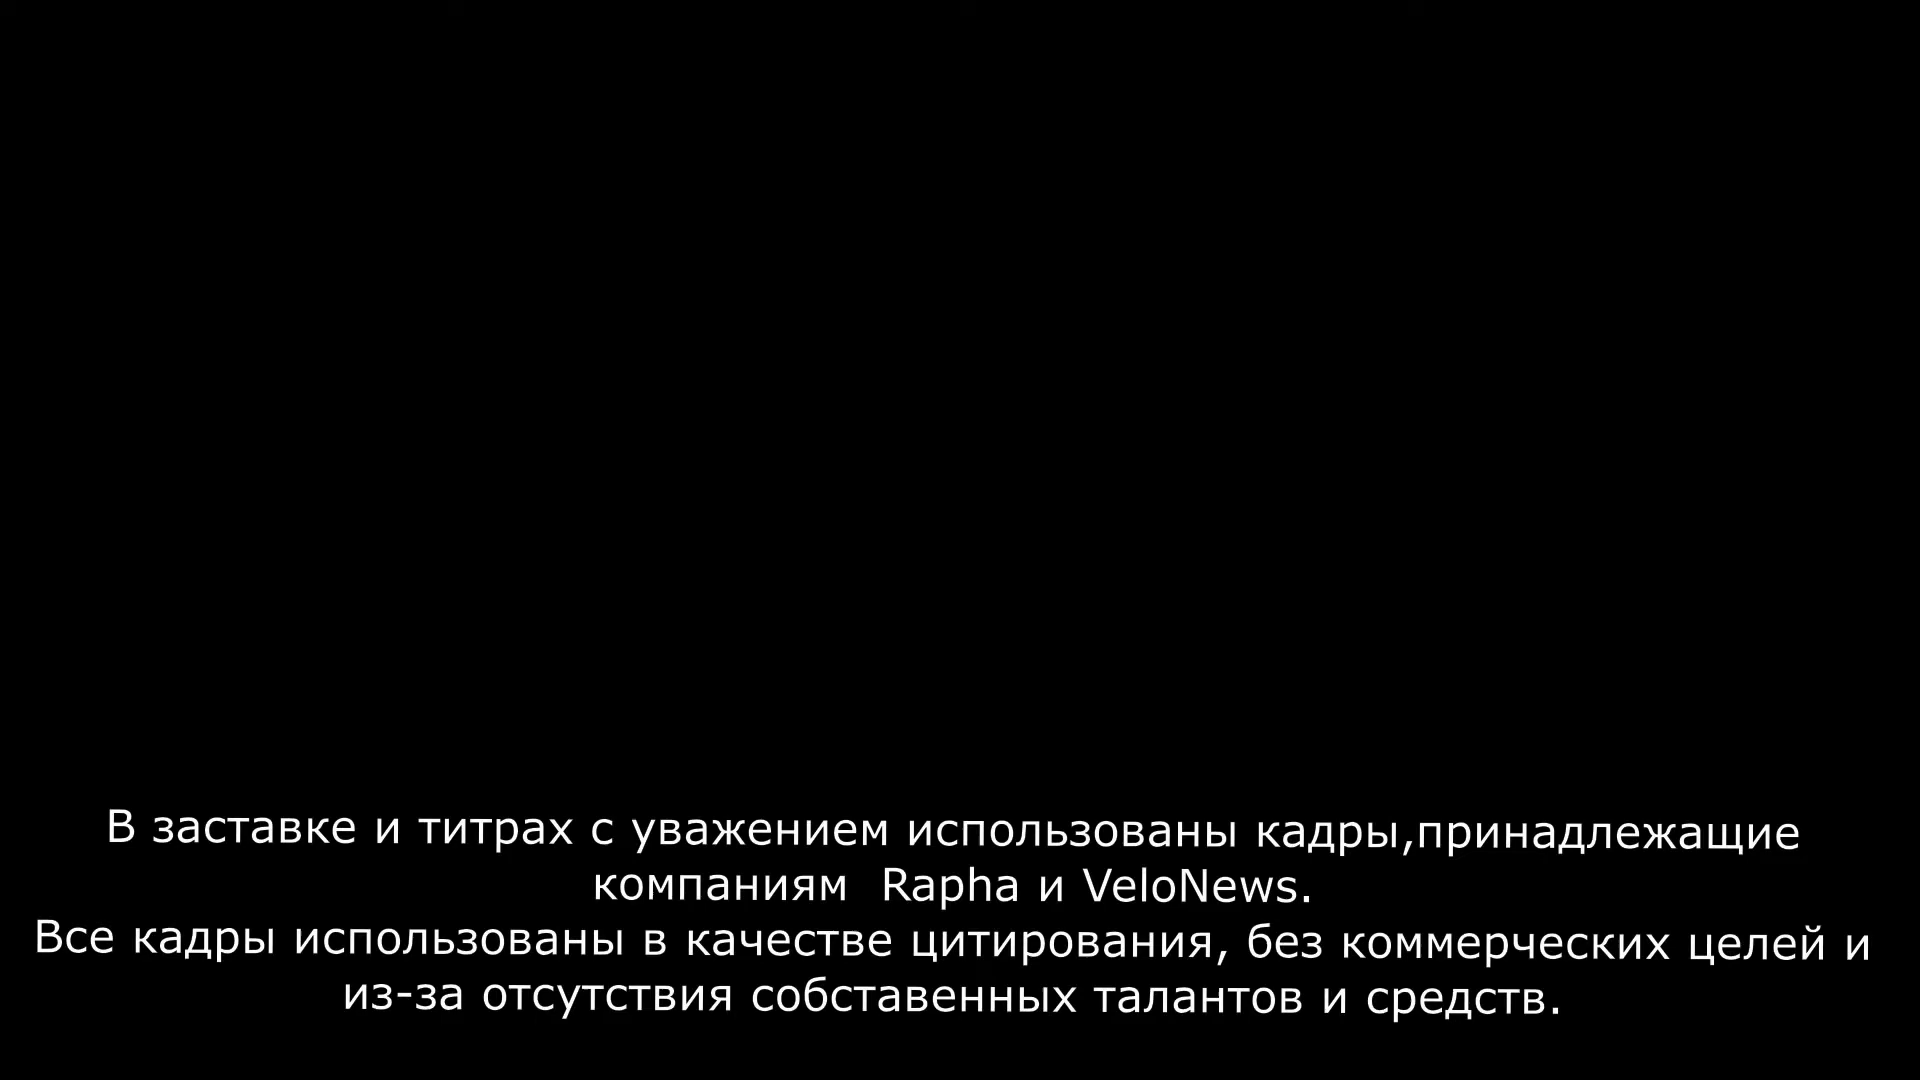 В заставке и титрах с уважением использованы кадры,принадлежащие
компаниям  Rapha и VeloNews.
Все кадры использованы в качестве цитирования, без коммерческих целей и
из-за отсутствия собставенных талантов и средств.